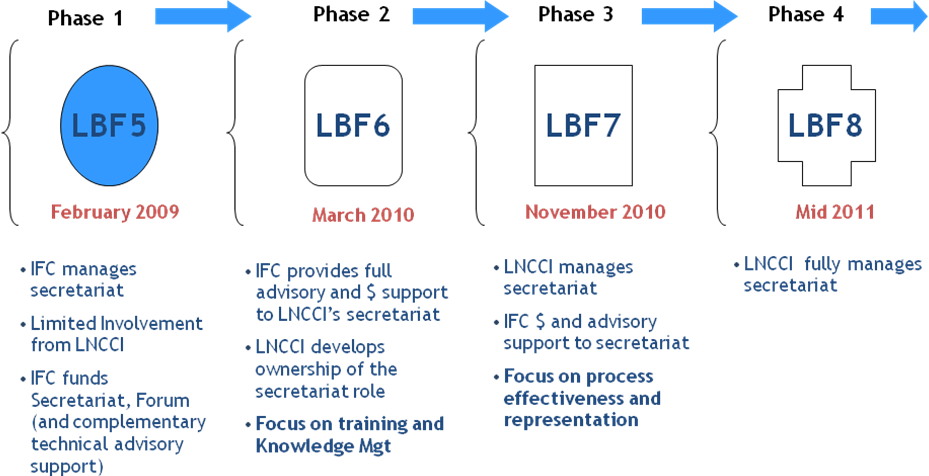 Phase 1
Phase 2
Phase 3
Phase 4
LBF5
LBF6
LBF7
LBF8
February 2009
March 2010
November 2010
Mid 2011
• IFC manages
secretariat
• Limited Involvement
from LNCCI
• IFC funds
Secretariat, Forum
(and complementary
technical advisory
support)
• IFC provides full
advisory and $ support
to LNCCI’s secretariat
• LNCCI develops
ownership of the
secretariat role
• Focus on training and
Knowledge Mgt
• LNCCI manages
secretariat
• IFC $ and advisory
support to secretariat
• Focus on process
effectiveness and
representation
• LNCCI fully manages
secretariat